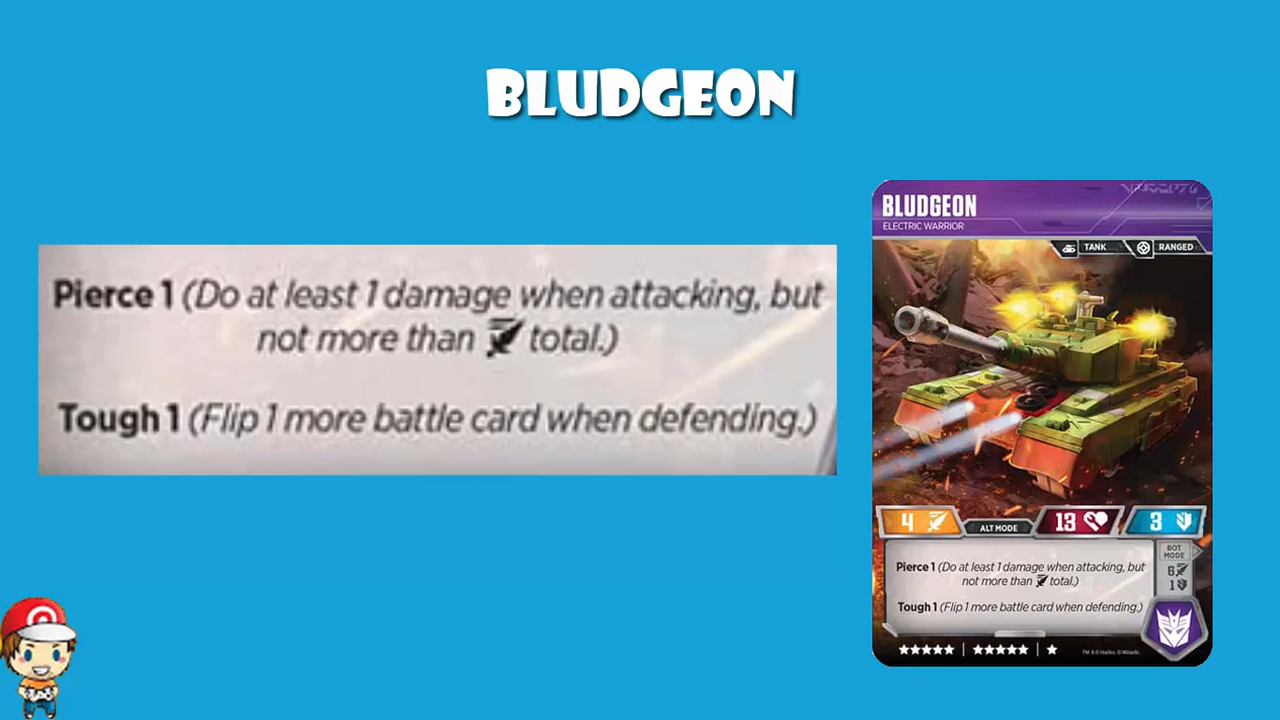 BLUDGEON
Pierce 1 (Do at least 1 damage when attacking, but
not more than total.)
Tough 1 (Flip 1 more battle card when defending.)
BLUDGEON
ELECTRIC WARRIOR
TANK RANGED
4 ALT MODE 13 3
Pierce 1 (Do at least 1 damage when attacking, but
not more than total.)
Tough 1 (Flip 1 more battle card when defending.)
BOT
MODE
6
1
★★★★★ | ★★★★★ | ★ TM & © Hasbro. © Wizards.